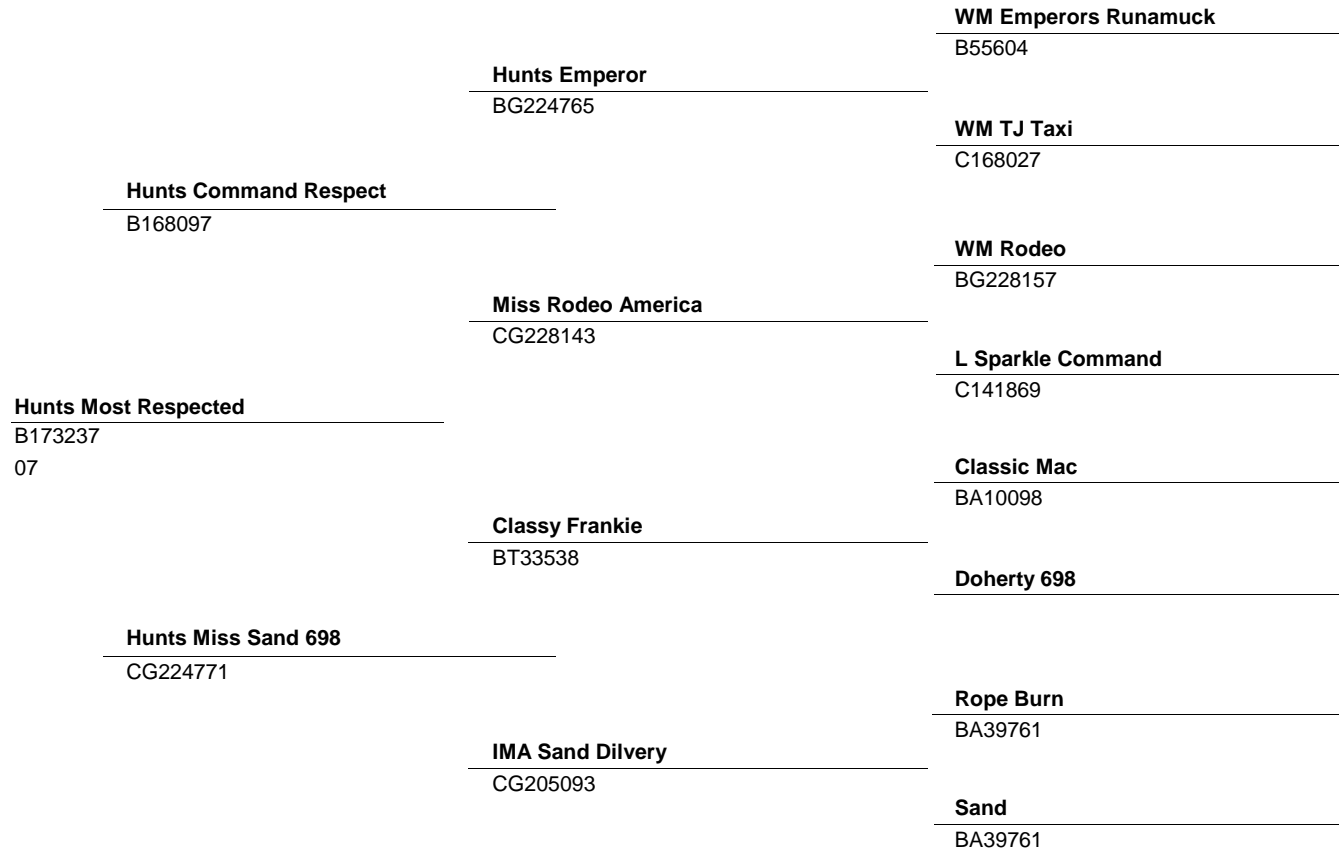 WM Emperors Runamuck
B55604
Hunts Emperor
BG224765
WM TJ Taxi
C168027
Hunts Command Respect
B168097
WM Rodeo
BG228157
Miss Rodeo America
CG228143
L Sparkle Command
C141869
Hunts Most Respected
B173237
07
Classic Mac
BA10098
Classy Frankie
BT33538
Doherty 698
Hunts Miss Sand 698
CG224771
Rope Burn
BA39761
IMA Sand Dilvery
CG205093
Sand
BA39761